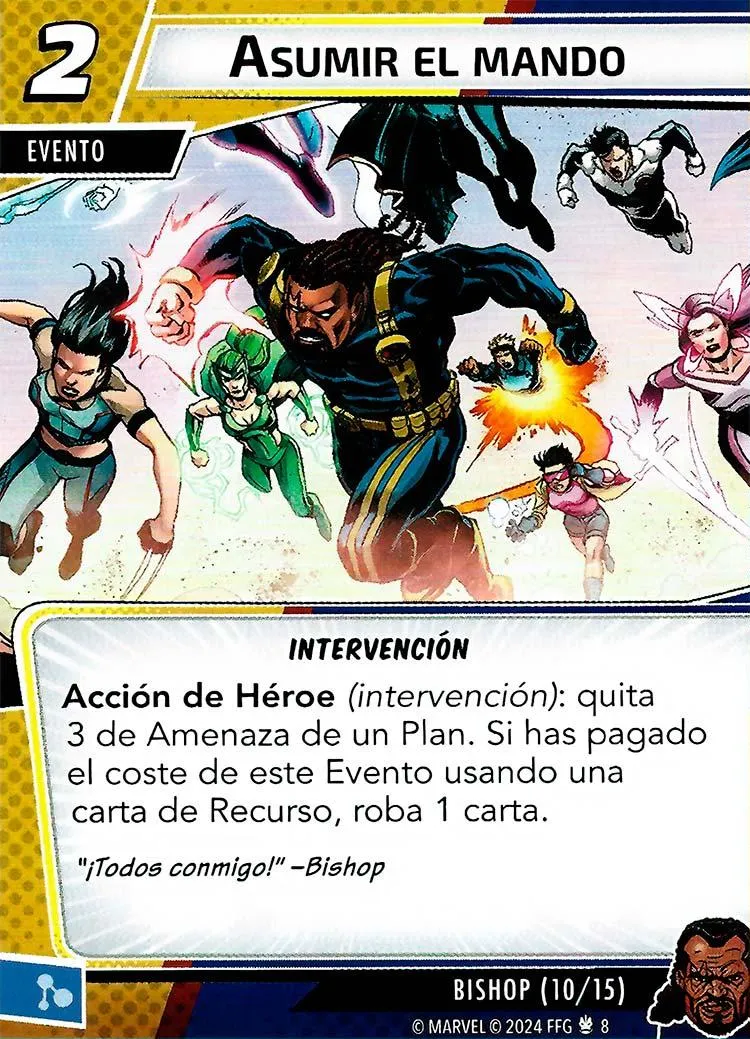 2
ASUMIR EL MANDO
EVENTO
INTERVENCIÓN
Acción de Héroe (intervención): quita
3 de Amenaza de un Plan. Si has pagado
el coste de este Evento usando una
carta de Recurso, roba 1 carta.
"¡Todos conmigo!" –Bishop
BISHOP (10/15)
© MARVEL © 2024 FFG 8